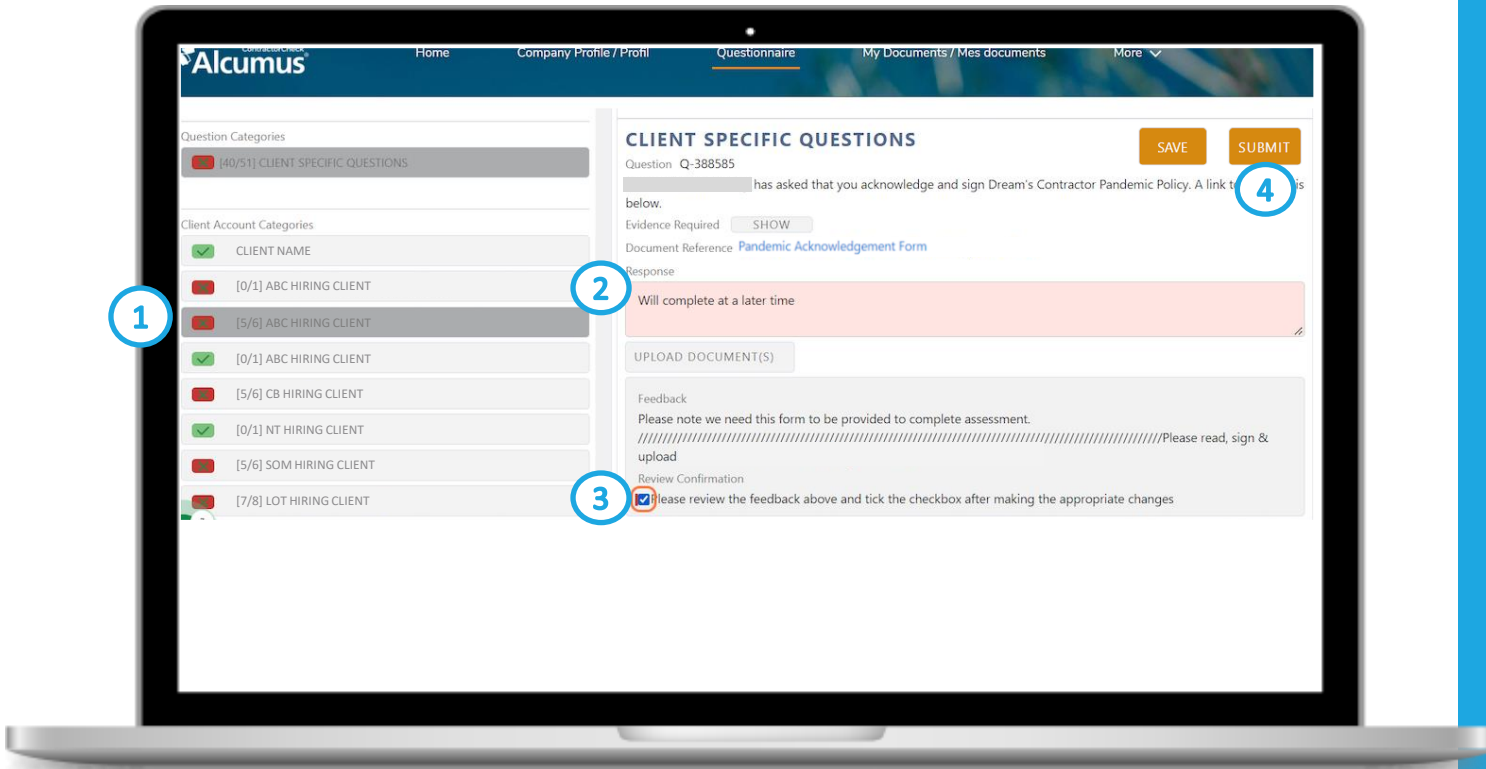 ContractorCheck
Alcumus
Home
Company Profile / Profil
Questionnaire
My Documents / Mes documents
More
Question Categories
[40/51] CLIENT SPECIFIC QUESTIONS
Client Account Categories
CLIENT NAME
[0/1] ABC HIRING CLIENT
1
[5/6] ABC HIRING CLIENT
[0/1] ABC HIRING CLIENT
[5/6] CB HIRING CLIENT
[0/1] NT HIRING CLIENT
[5/6] SOM HIRING CLIENT
[7/8] LOT HIRING CLIENT
CLIENT SPECIFIC QUESTIONS
SAVE
SUBMIT
4
Question Q-388585
has asked that you acknowledge and sign Dream's Contractor Pandemic Policy. A link is
below.
Evidence Required SHOW
Document Reference Pandemic Acknowledgement Form
Response
2
Will complete at a later time
UPLOAD DOCUMENT(S)
Feedback
Please note we need this form to be provided to complete assessment.
//////////////////////////////////////////////////////////////////////////////////////////////////////////////Please read, sign &
upload
Review Confirmation
3
Please review the feedback above and tick the checkbox after making the appropriate changes